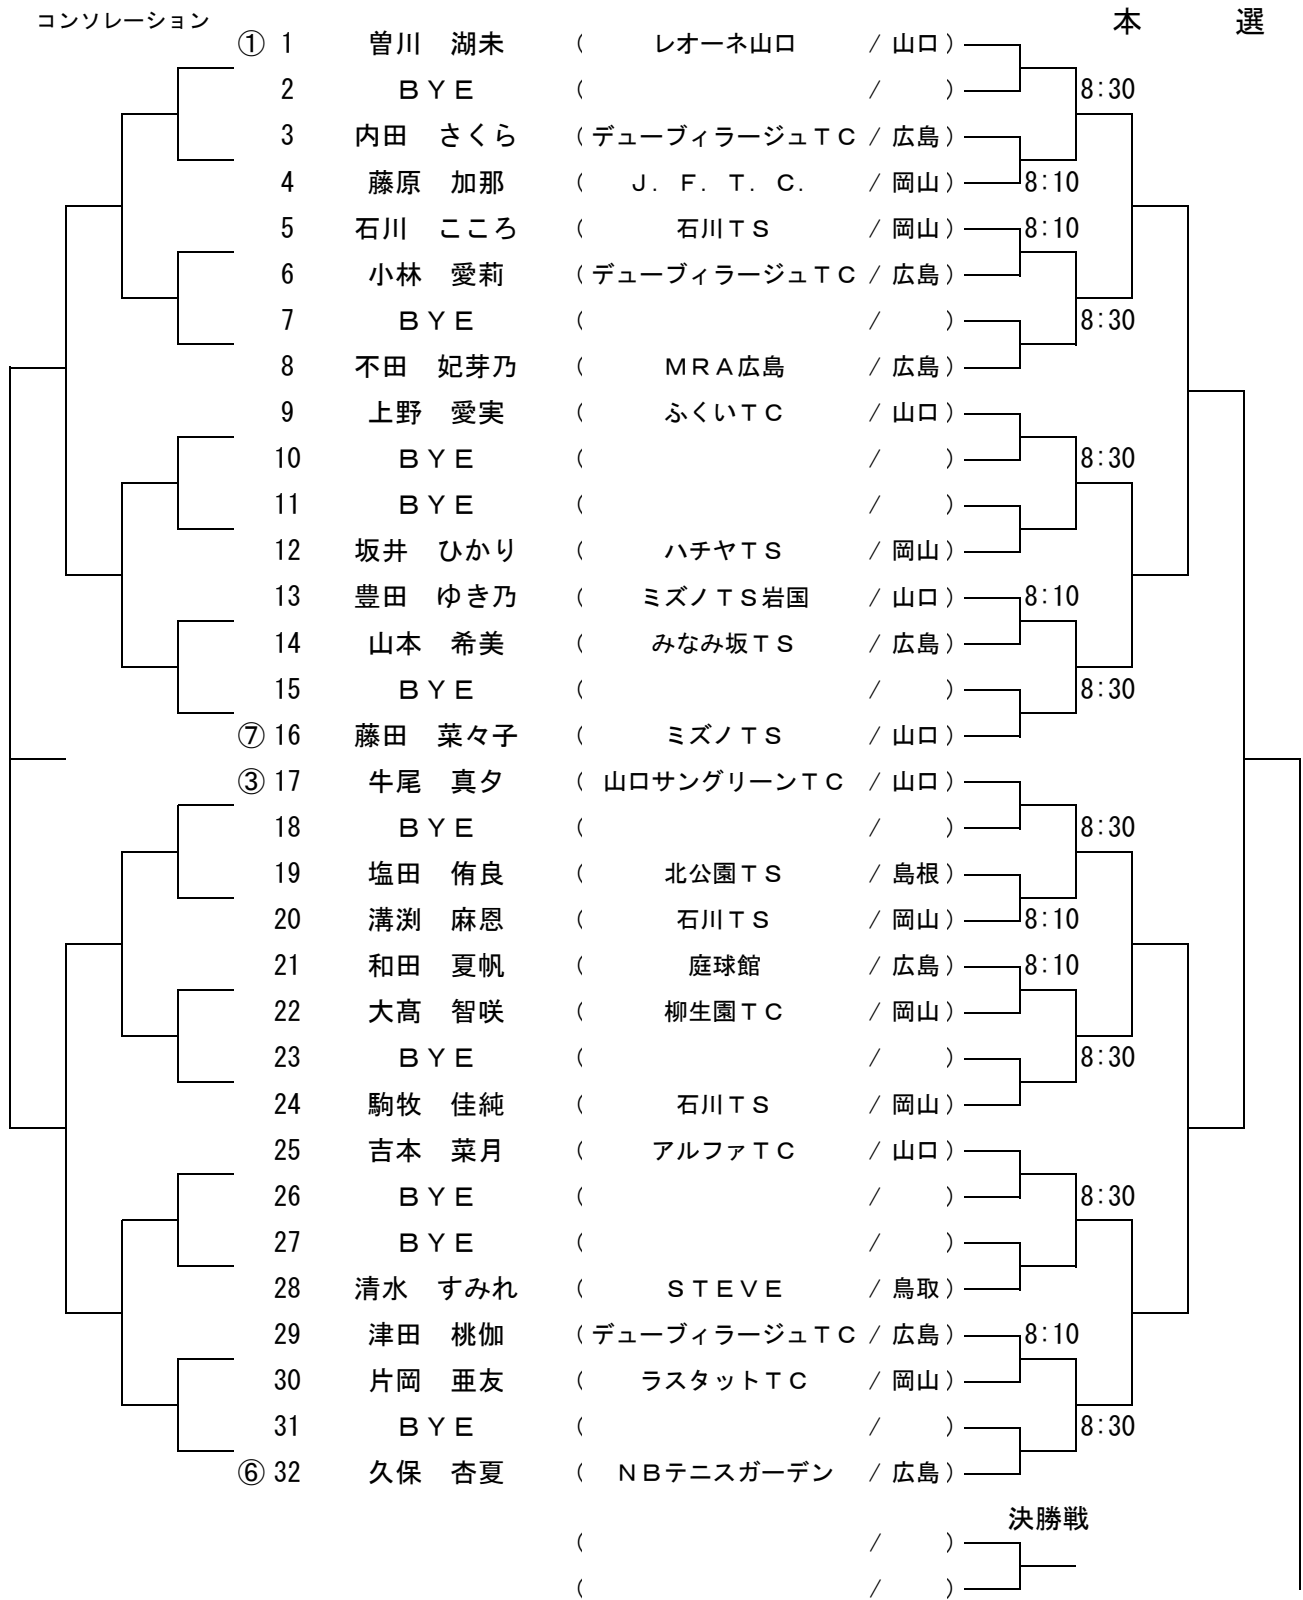 コンソレーション 本 選
① 1 曽川 湖未 ( レオーネ山口 / 山口 )
2 ＢＹＥ ( / ) 8:30
3 内田 さくら ( デューブィラージュＴＣ / 広島 )
4 藤原 加那 ( Ｊ．Ｆ．Ｔ．Ｃ． / 岡山 ) 8:10
5 石川 こころ ( 石川ＴＳ / 岡山 ) 8:10
6 小林 愛莉 ( デューブィラージュＴＣ / 広島 )
7 ＢＹＥ ( / ) 8:30
8 不田 妃芽乃 ( ＭＲＡ広島 / 広島 )
9 上野 愛実 ( ふくいＴＣ / 山口 )
10 ＢＹＥ ( / ) 8:30
11 ＢＹＥ ( / )
12 坂井 ひかり ( ハチヤＴＳ / 岡山 )
13 豊田 ゆき乃 ( ミズノＴＳ岩国 / 山口 ) 8:10
14 山本 希美 ( みなみ坂ＴＳ / 広島 )
15 ＢＹＥ ( / ) 8:30
⑦ 16 藤田 菜々子 ( ミズノＴＳ / 山口 )
③ 17 牛尾 真夕 ( 山口サングリーンＴＣ / 山口 )
18 ＢＹＥ ( / ) 8:30
19 塩田 侑良 ( 北公園ＴＳ / 島根 )
20 溝渕 麻恩 ( 石川ＴＳ / 岡山 ) 8:10
21 和田 夏帆 ( 庭球館 / 広島 ) 8:10
22 大髙 智咲 ( 柳生園ＴＣ / 岡山 )
23 ＢＹＥ ( / ) 8:30
24 駒牧 佳純 ( 石川ＴＳ / 岡山 )
25 吉本 菜月 ( アルファＴＣ / 山口 )
26 ＢＹＥ ( / ) 8:30
27 ＢＹＥ ( / )
28 清水 すみれ ( ＳＴＥＶＥ / 鳥取 )
29 津田 桃伽 ( デューブィラージュＴＣ / 広島 ) 8:10
30 片岡 亜友 ( ラスタットＴＣ / 岡山 )
31 ＢＹＥ ( / ) 8:30
⑥ 32 久保 杏夏 ( ＮＢテニスガーデン / 広島 )
決勝戦
( / )
( / )